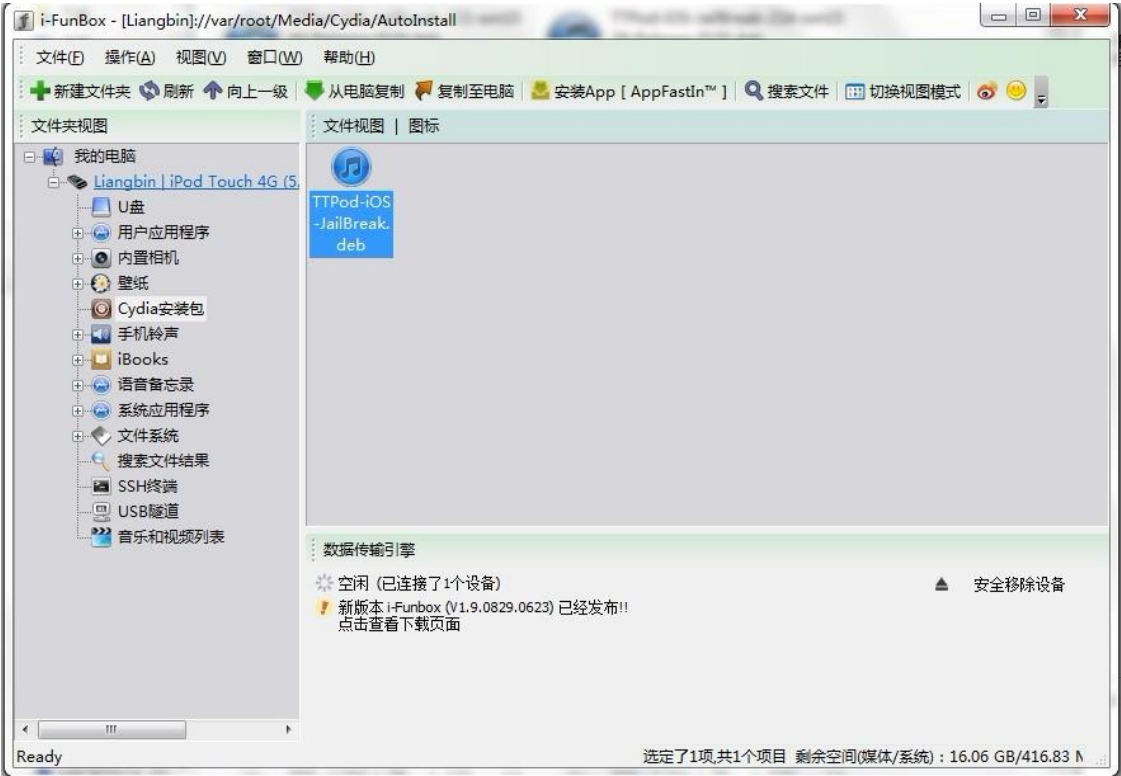 i-FunBox - [Liangbin]://var/root/Media/Cydia/AutoInstall
文件(F) 操作(A) 视图(V) 窗口(W) 帮助(H)
新建文件夹 刷新 向上一级 从电脑复制 复制至电脑 安装App [ AppFastIn™ ] 搜索文件 切换视图模式
文件夹视图
文件视图 | 图标
我的电脑
Liangbin | iPod Touch 4G (5.
U盘
用户应用程序
内置相机
壁纸
Cydia安装包
手机铃声
iBooks
语音备忘录
系统应用程序
文件系统
搜索文件结果
SSH终端
USB隧道
音乐和视频列表
TTPod-iOS
-JailBreak.
deb
数据传输引擎
空闲 (已连接了1个设备)
安全移除设备
新版本 i-Funbox (V1.9.0829.0623) 已经发布!!
点击查看下载页面
Ready
选定了1项,共1个项目 剩余空间(媒体/系统) : 16.06 GB/416.83 M